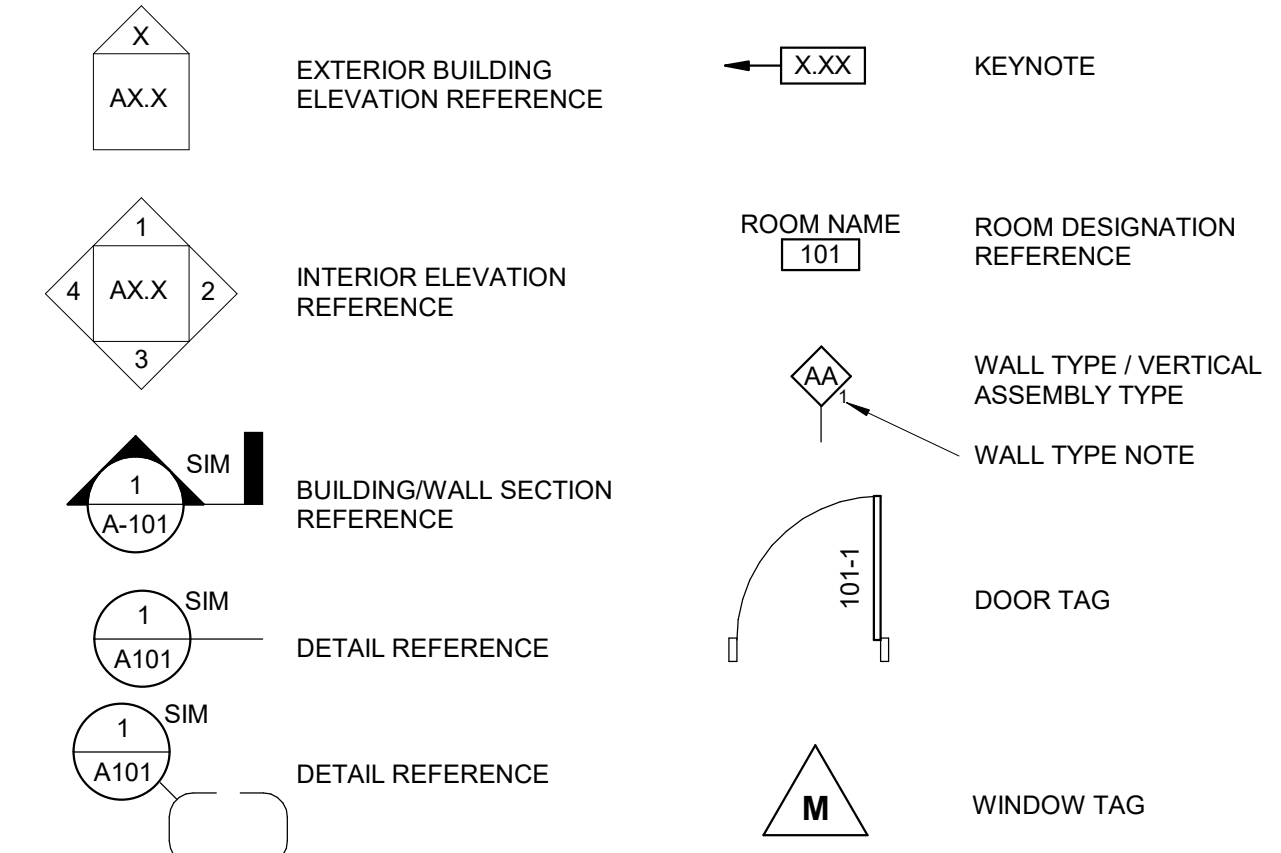 X
AX.X
EXTERIOR BUILDING
ELEVATION REFERENCE
1
4 AX.X 2
3
INTERIOR ELEVATION
REFERENCE
SIM
1
A-101
BUILDING/WALL SECTION
REFERENCE
SIM
1
A101
DETAIL REFERENCE
SIM
1
A101
DETAIL REFERENCE
X.XX
KEYNOTE
ROOM NAME
101
ROOM DESIGNATION
REFERENCE
AA
1
WALL TYPE / VERTICAL
ASSEMBLY TYPE
WALL TYPE NOTE
101-1
DOOR TAG
M
WINDOW TAG